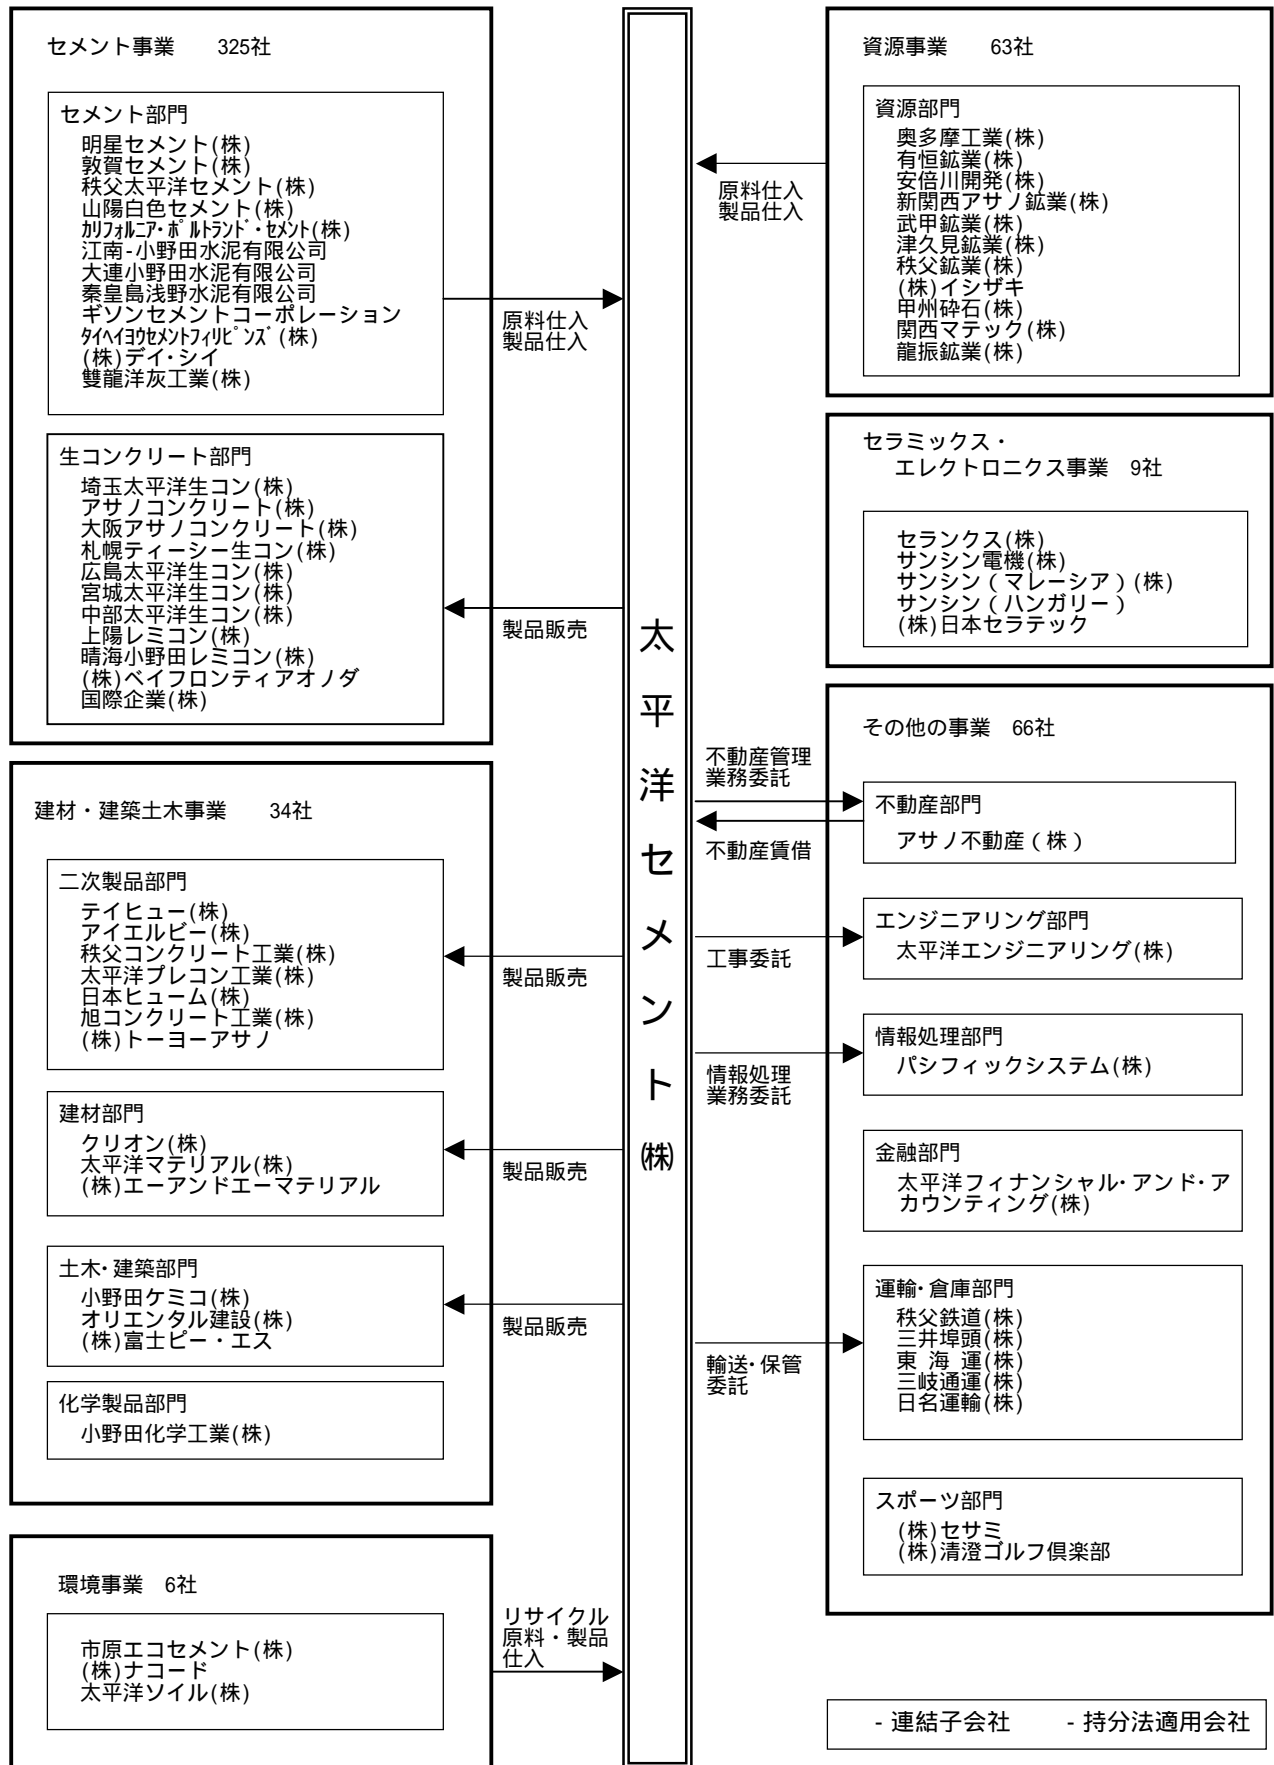 セメント事業　325社
セメント部門
明星セメント(株)
敦賀セメント(株)
秩父太平洋セメント(株)
山陽白色セメント(株)
ｶﾘﾌｫﾙﾆｱ・ﾎﾟﾙﾄﾗﾝﾄﾞ・ｾﾒﾝﾄ(株)
江南-小野田水泥有限公司
大連小野田水泥有限公司
秦皇島浅野水泥有限公司
ギソンセメントコーポレーション
ﾀｲﾍｲﾖｳｾﾒﾝﾄﾌｨﾘﾋﾟﾝｽﾞ(株)
(株)デイ・シイ
雙龍洋灰工業(株)
原料仕入
製品仕入
生コンクリート部門
埼玉太平洋生コン(株)
アサノコンクリート(株)
大阪アサノコンクリート(株)
札幌ティーシー生コン(株)
広島太平洋生コン(株)
宮城太平洋生コン(株)
中部太平洋生コン(株)
上陽レミコン(株)
晴海小野田レミコン(株)
(株)ベイフロンティアオノダ
国際企業(株)
製品販売
建材・建築土木事業　34社
二次製品部門
テイヒュー(株)
アイエルビー(株)
秩父コンクリート工業(株)
太平洋プレコン工業(株)
日本ヒューム(株)
旭コンクリート工業(株)
(株)トーヨーアサノ
製品販売
建材部門
クリオン(株)
太平洋マテリアル(株)
(株)エーアンドエーマテリアル
製品販売
土木・建築部門
小野田ケミコ(株)
オリエンタル建設(株)
(株)富士ピー・エス
製品販売
化学製品部門
小野田化学工業(株)
環境事業　6社
市原エコセメント(株)
(株)ナコード
太平洋ソイル(株)
リサイクル
原料・製品
仕入
太平洋セメント㈱
資源事業　63社
資源部門
奥多摩工業(株)
有恒鉱業(株)
安倍川開発(株)
新関西アサノ鉱業(株)
武甲鉱業(株)
津久見鉱業(株)
秩父鉱業(株)
(株)イシザキ
甲州砕石(株)
関西マテック(株)
龍振鉱業(株)
原料仕入
製品仕入
セラミックス・
エレクトロニクス事業　9社
セランクス(株)
サンシン電機(株)
サンシン（マレーシア）(株)
サンシン（ハンガリー）
(株)日本セラテック
その他の事業　66社
不動産管理
業務委託
不動産部門
アサノ不動産（株）
不動産賃借
エンジニアリング部門
太平洋エンジニアリング(株)
工事委託
情報処理部門
パシフィックシステム(株)
情報処理
業務委託
金融部門
太平洋フィナンシャル・アンド・ア
カウンティング(株)
運輸・倉庫部門
秩父鉄道(株)
三井埠頭(株)
東 海 運(株)
三岐通運(株)
日名運輸(株)
輸送・保管
委託
スポーツ部門
(株)セサミ
(株)清澄ゴルフ倶楽部
- 連結子会社　- 持分法適用会社